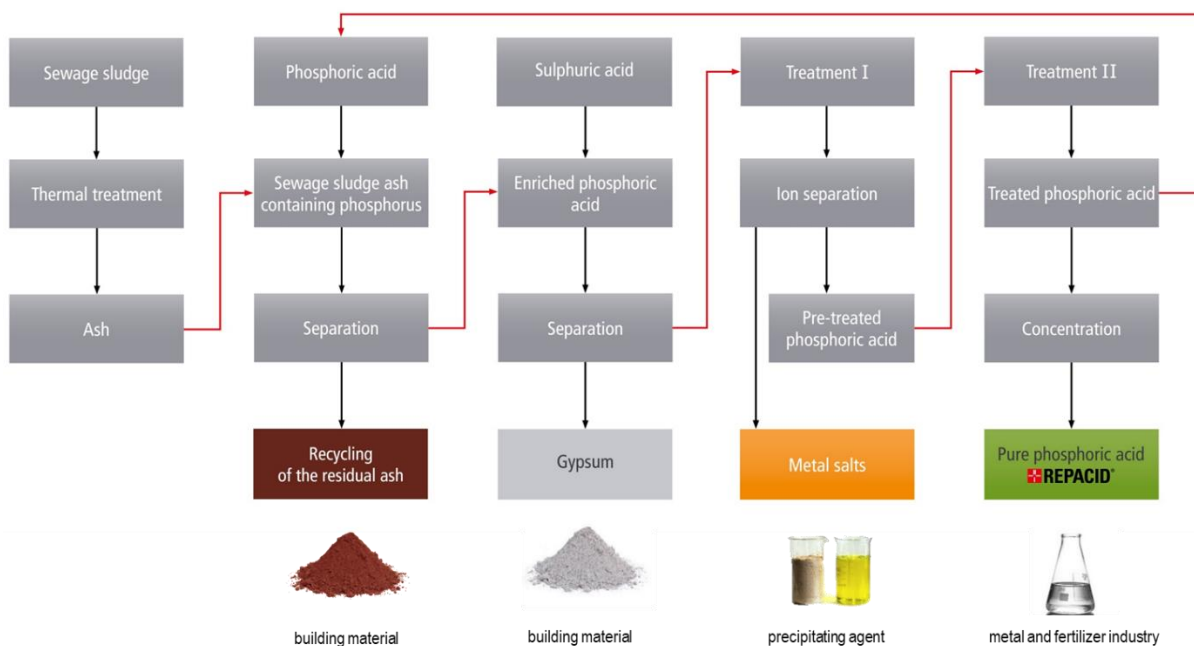 Sewage sludge
Phosphoric acid
Sulphuric acid
Treatment I
Treatment II
Thermal treatment
Sewage sludge ash
containing phosphorus
Enriched phosphoric
acid
Ion separation
Treated phosphoric acid
Ash
Separation
Separation
Pre-treated
phosphoric acid
Concentration
Recycling
of the residual ash
Gypsum
Metal salts
Pure phosphoric acid
REPACID®
building material
building material
precipitating agent
metal and fertilizer industry